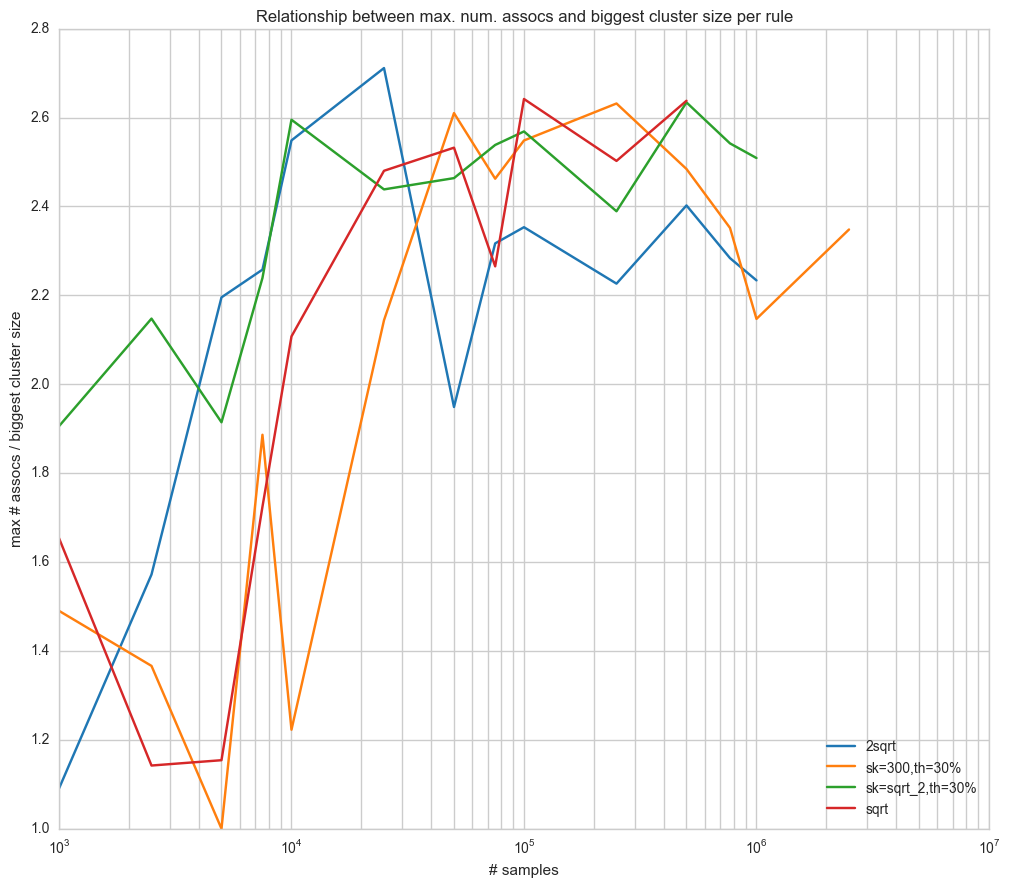 Relationship between max. num. assocs and biggest cluster size per rule
max # assocs / biggest cluster size
2.8
2.6
2.4
2.2
2.0
1.8
1.6
1.4
1.2
1.0
10³
10⁴
10⁵
10⁶
10⁷
# samples
2sqrt
sk=300,th=30%
sk=sqrt_2,th=30%
sqrt